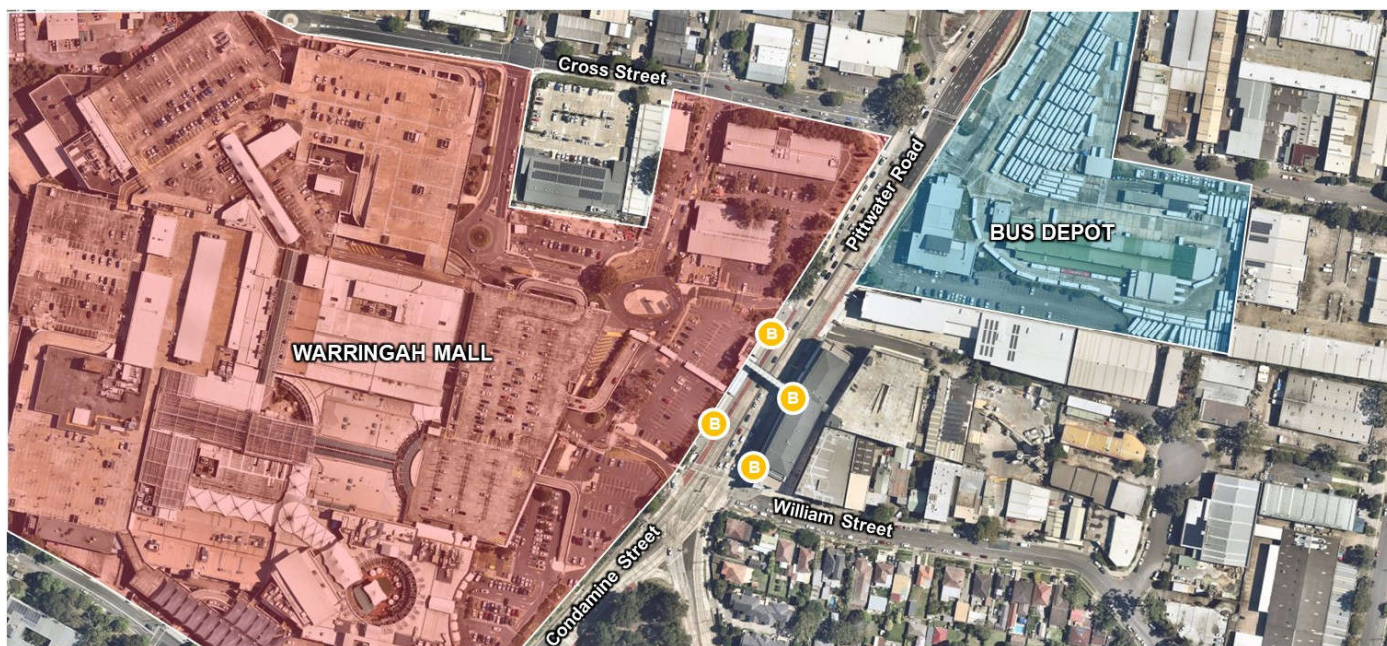 Cross Street
Pittwater Road
BUS DEPOT
WARRINGAH MALL
B
B
B
B
William Street
Condamine Street